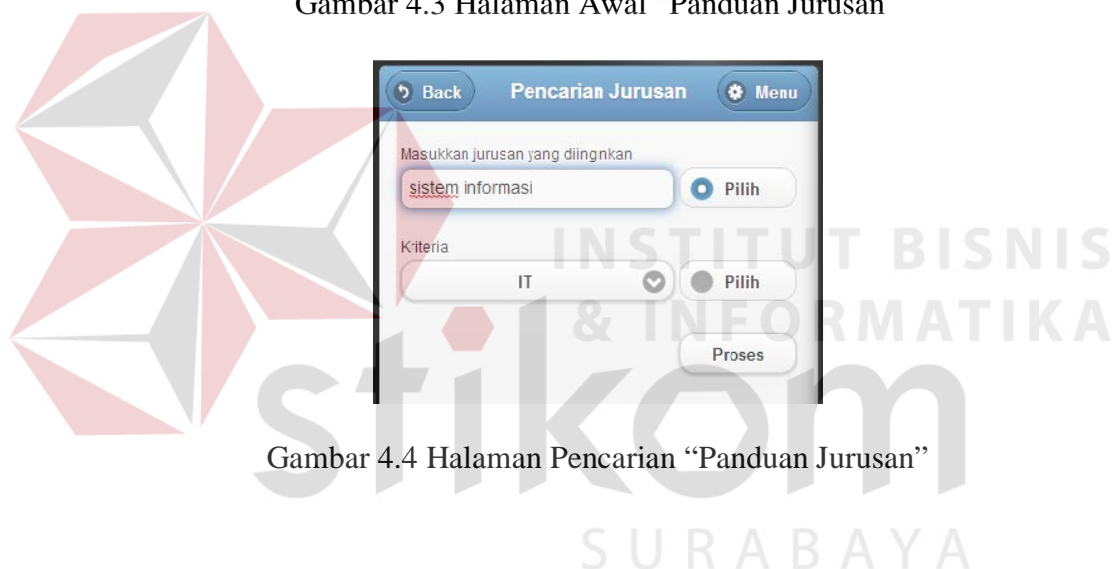 Gambar 4.3 Halaman Awal "Panduan Jurusan
Back Pencarian Jurusan Menu
Masukkan jurusan yang diingnkan
sistem informasi Pilih
Kriteria
IT Pilih
Proses
INSTITUT BISNIS
& INFORMATIKA
stikom
SURABAYA
Gambar 4.4 Halaman Pencarian “Panduan Jurusan”